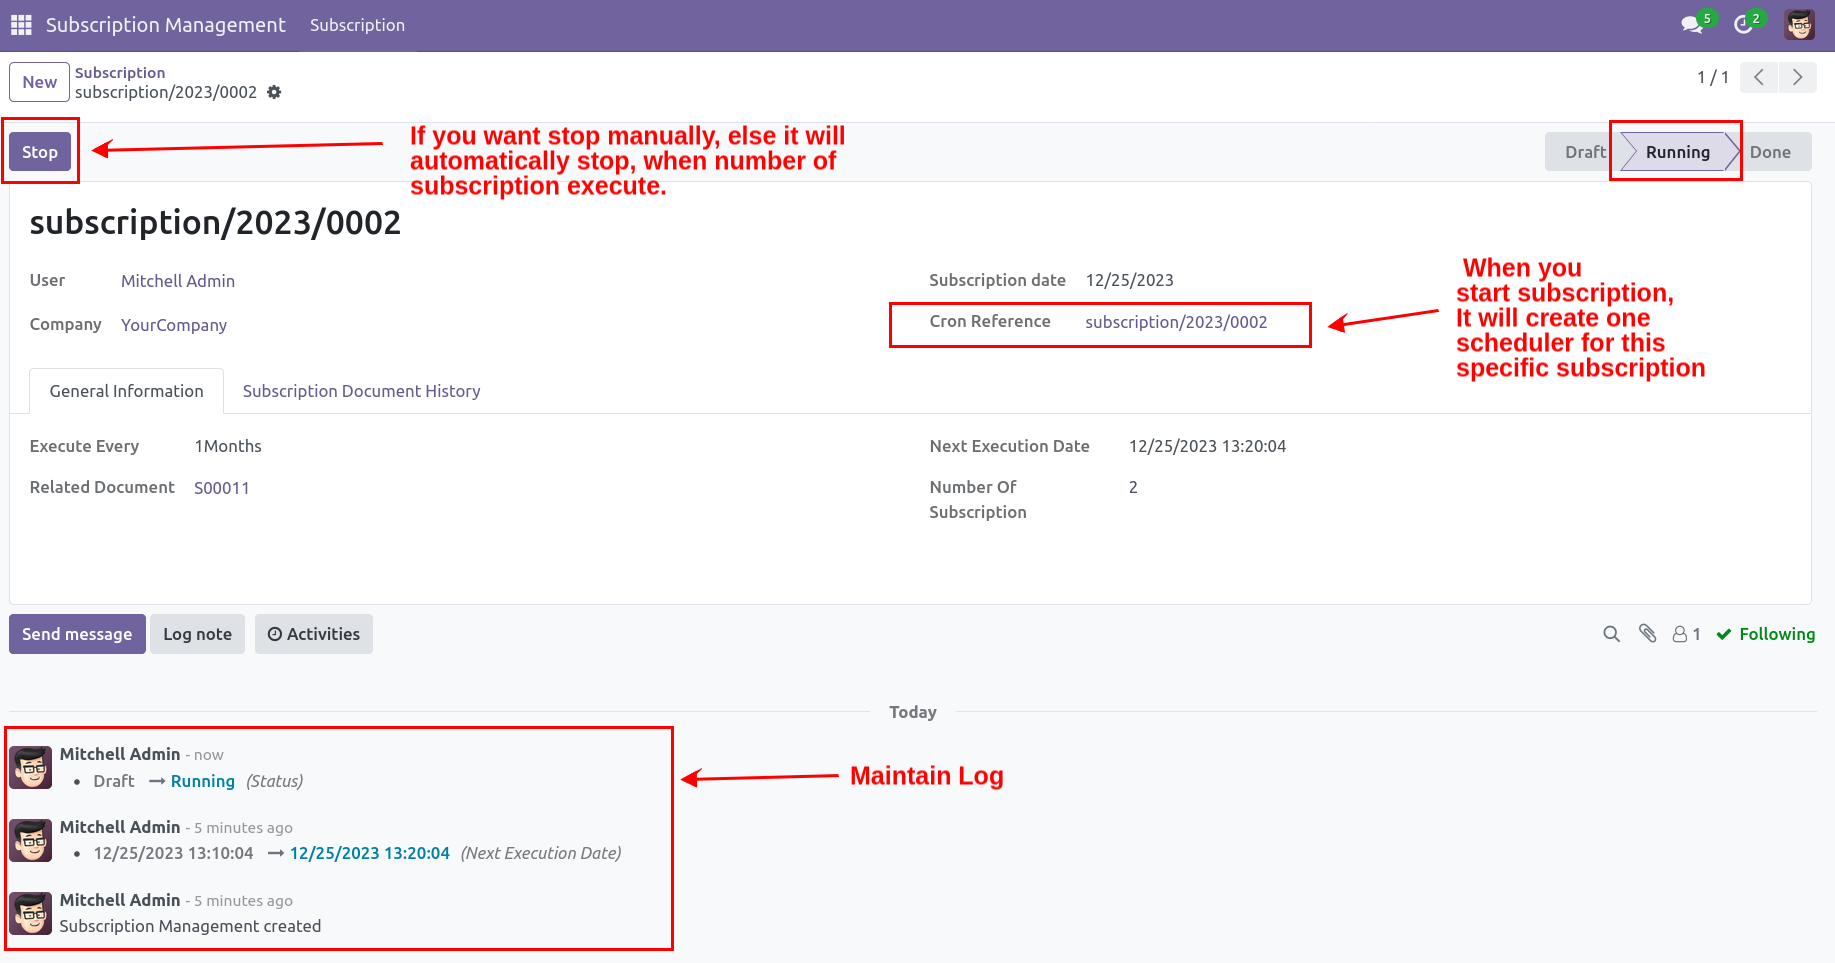 Subscription Management Subscription 5 2
New Subscription
subscription/2023/0002
1 / 1
Stop
If you want stop manually, else it will
automatically stop, when number of
subscription execute.
Draft Running Done
subscription/2023/0002
User Mitchell Admin
Company YourCompany
Subscription date 12/25/2023
Cron Reference subscription/2023/0002
When you
start subscription,
It will create one
scheduler for this
specific subscription
General Information Subscription Document History
Execute Every 1Months
Related Document S00011
Next Execution Date 12/25/2023 13:20:04
Number Of 2
Subscription
Send message Log note Activities
1 Following
Today
Mitchell Admin - now
• Draft → Running (Status)
Mitchell Admin - 5 minutes ago
• 12/25/2023 13:10:04 → 12/25/2023 13:20:04 (Next Execution Date)
Mitchell Admin - 5 minutes ago
Subscription Management created
Maintain Log